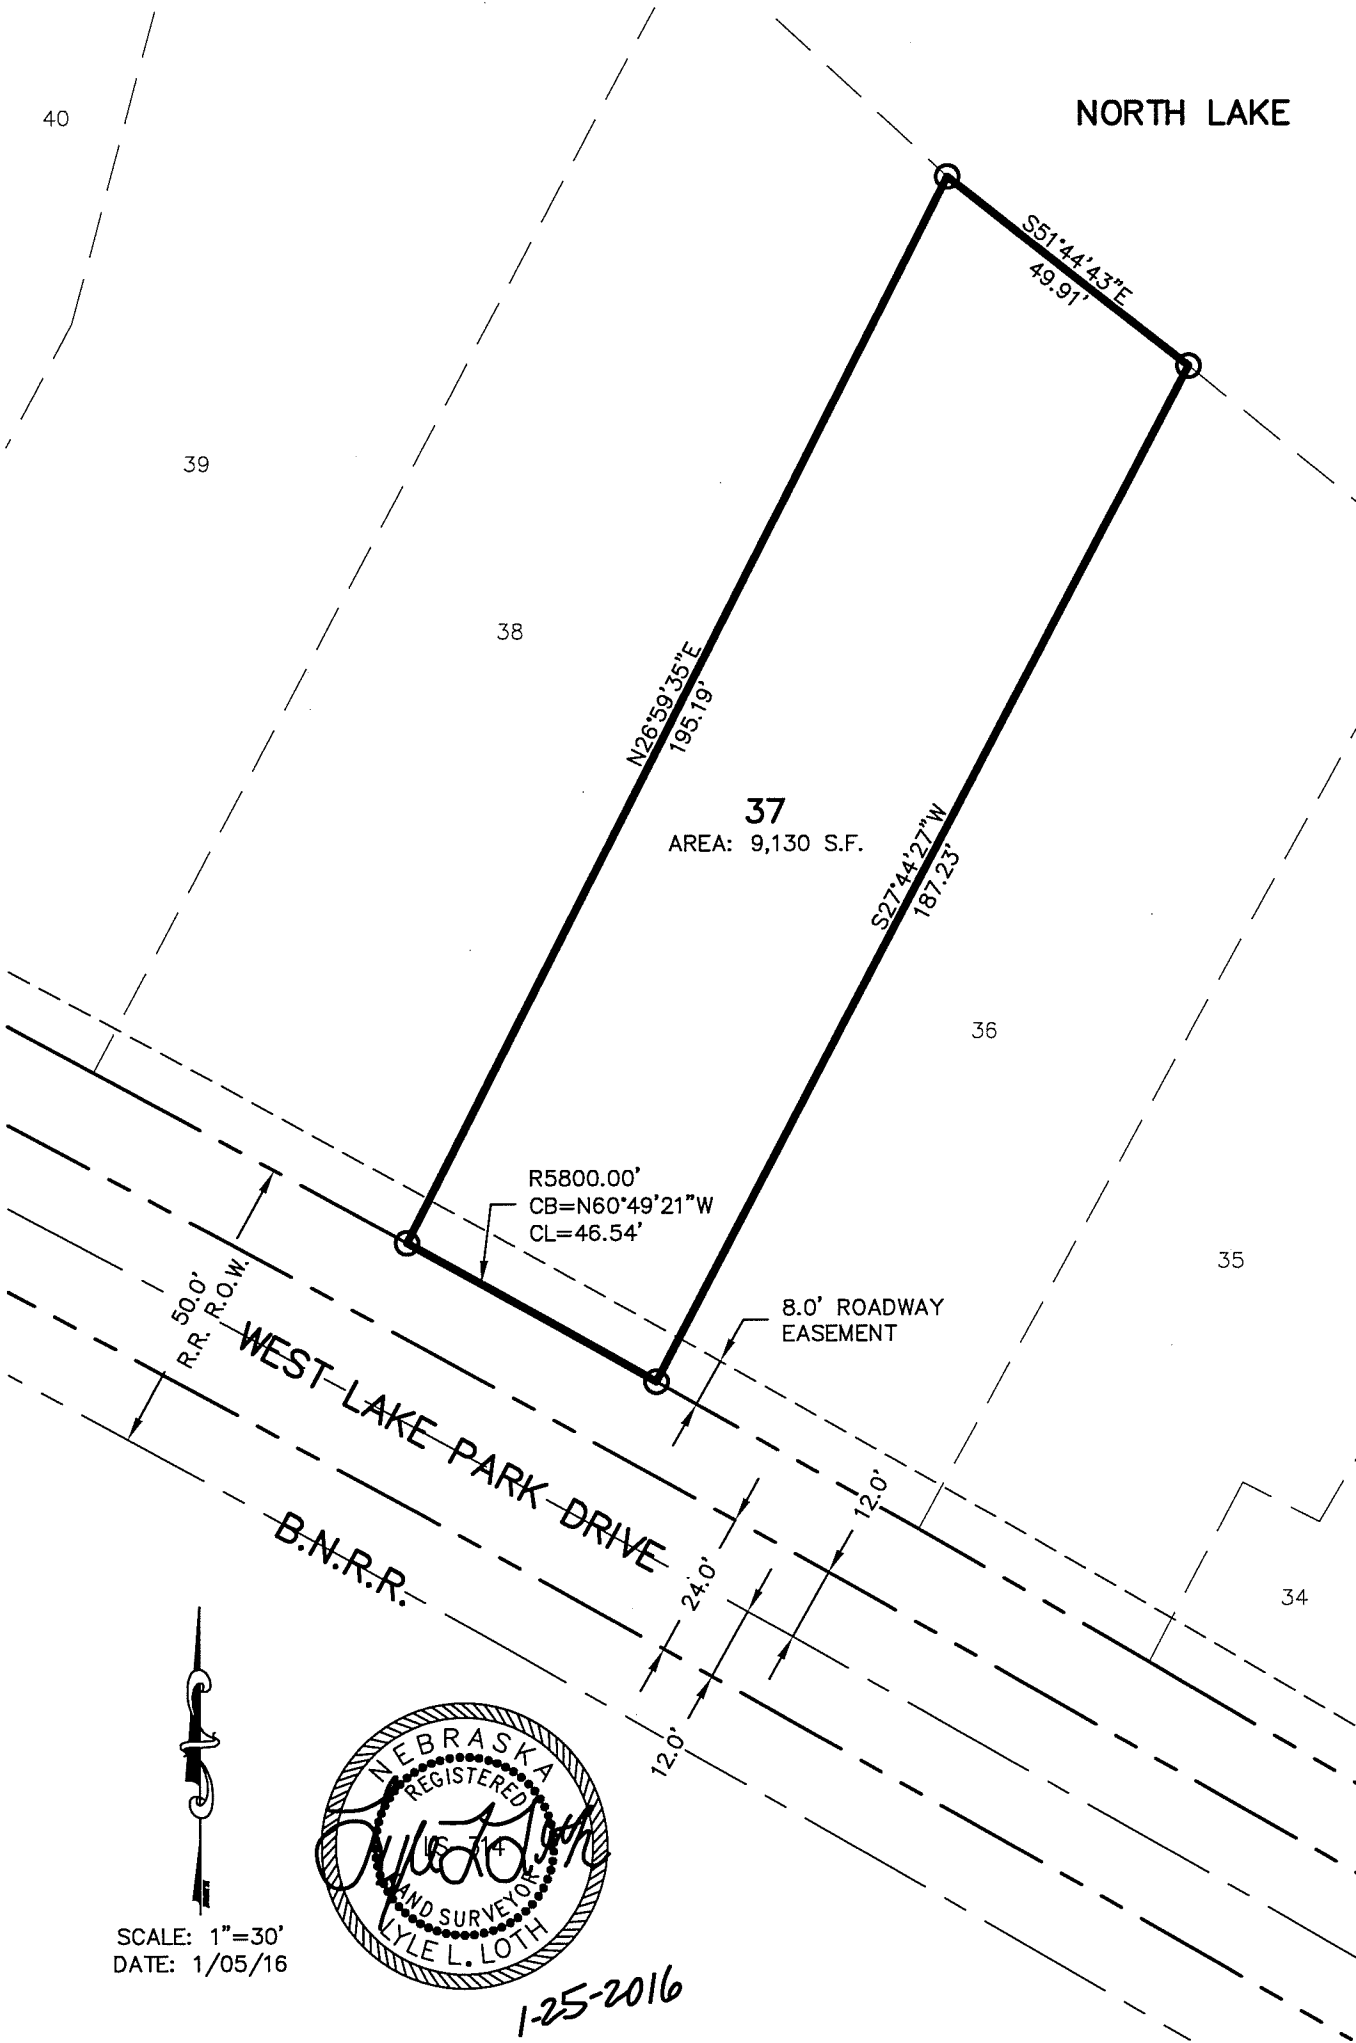 40
NORTH LAKE
S51°44'43"E
49.91'
39
38
N26°59'35"E
195.19'
37
AREA: 9,130 S.F.
S27°44'27"W
187.23'
36
R5800.00'
CB=N60°49'21"W
CL=46.54'
35
8.0' ROADWAY
EASEMENT
50.0'
R.R. R.O.W.
WEST LAKE PARK DRIVE
B.N.R.R.
12.0'
24.0'
12.0'
34
NEBRASKA
REGISTERED
LS 314
LAND SURVEYOR
LYLE L. LOTH
Lyle L. Loth
SCALE: 1"=30'
DATE: 1/05/16
1-25-2016